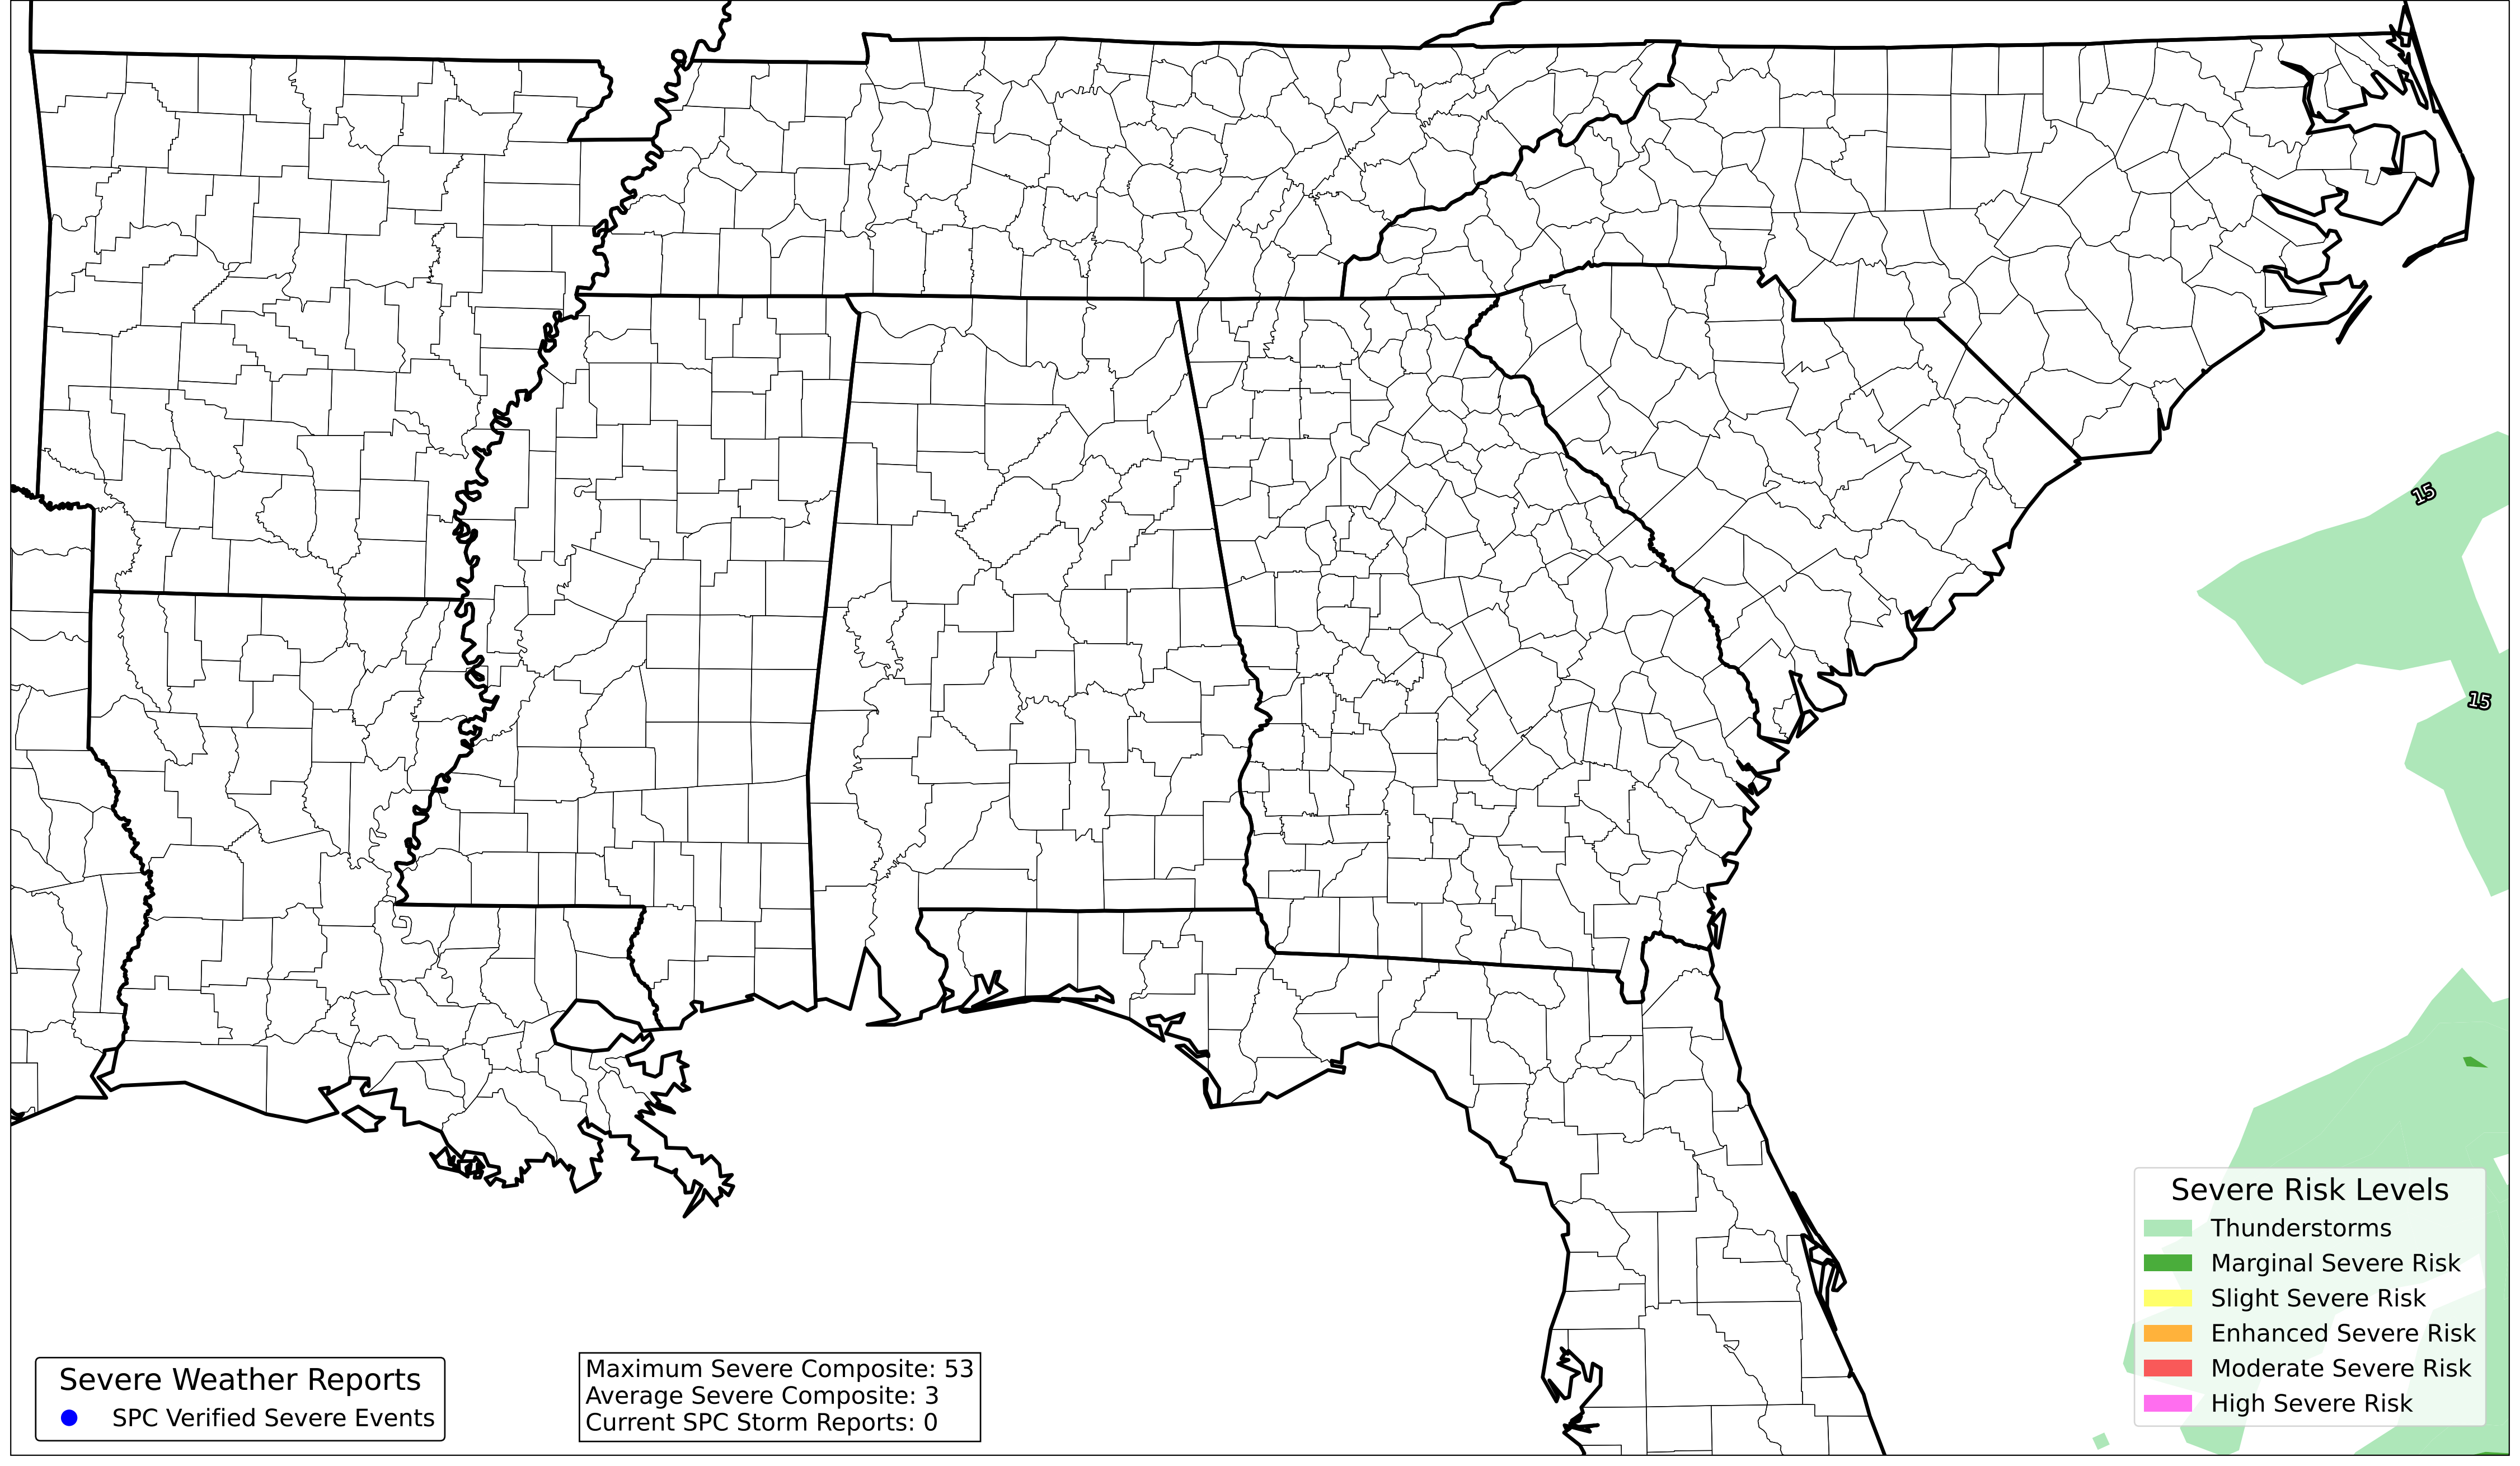 15
15
Severe Risk Levels
Thunderstorms
Marginal Severe Risk
Slight Severe Risk
Enhanced Severe Risk
Moderate Severe Risk
High Severe Risk
Severe Weather Reports
SPC Verified Severe Events
Maximum Severe Composite: 53
Average Severe Composite: 3
Current SPC Storm Reports: 0